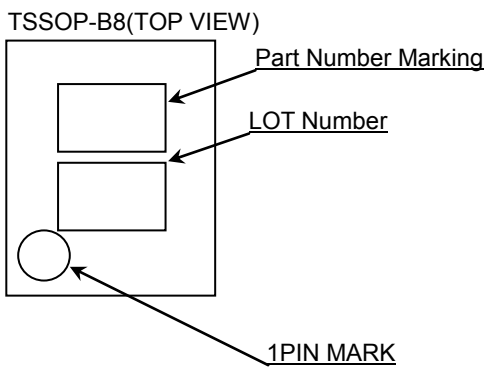 TSSOP-B8(TOP VIEW)
Part Number Marking
LOT Number
1PIN MARK